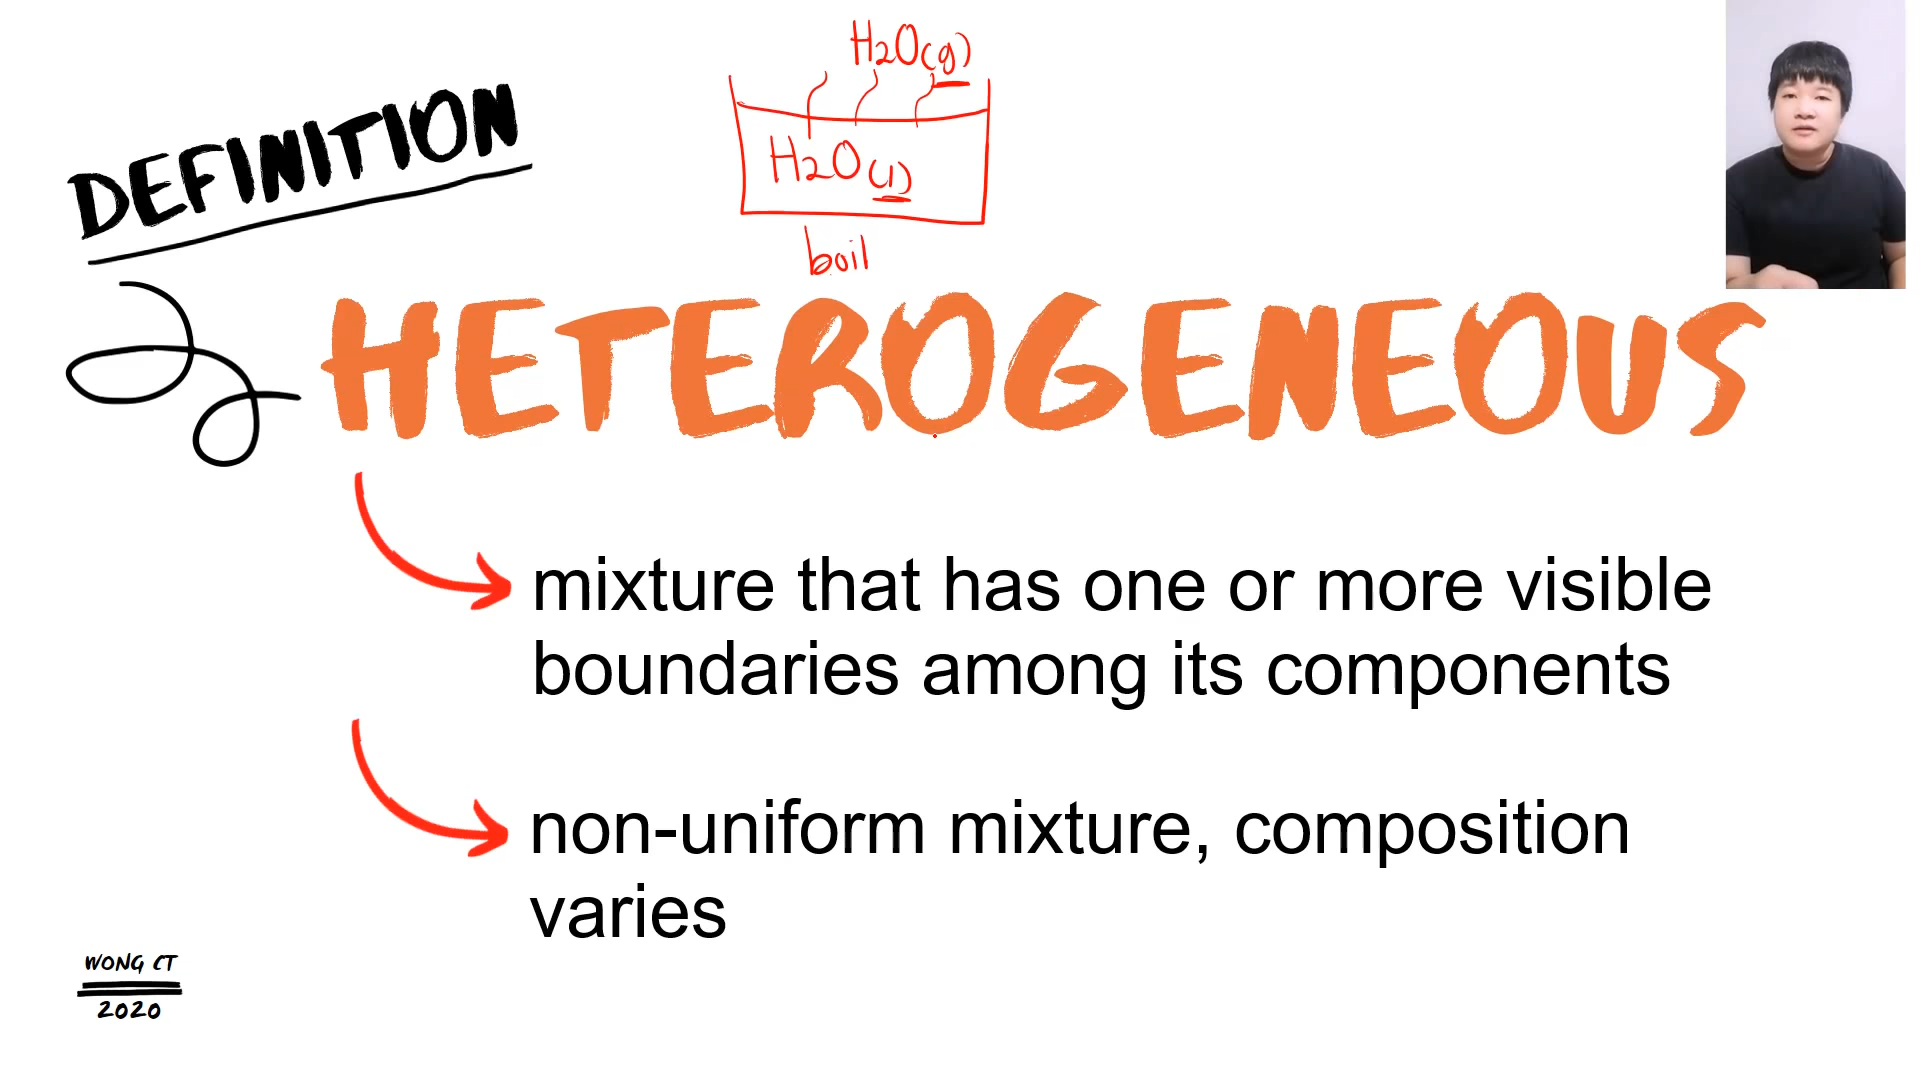 DEFINITION
H2O(g)
H2O(l)
boil
HETEROGENEOUS
mixture that has one or more visible
boundaries among its components
non-uniform mixture, composition
varies
WONG CT
2020